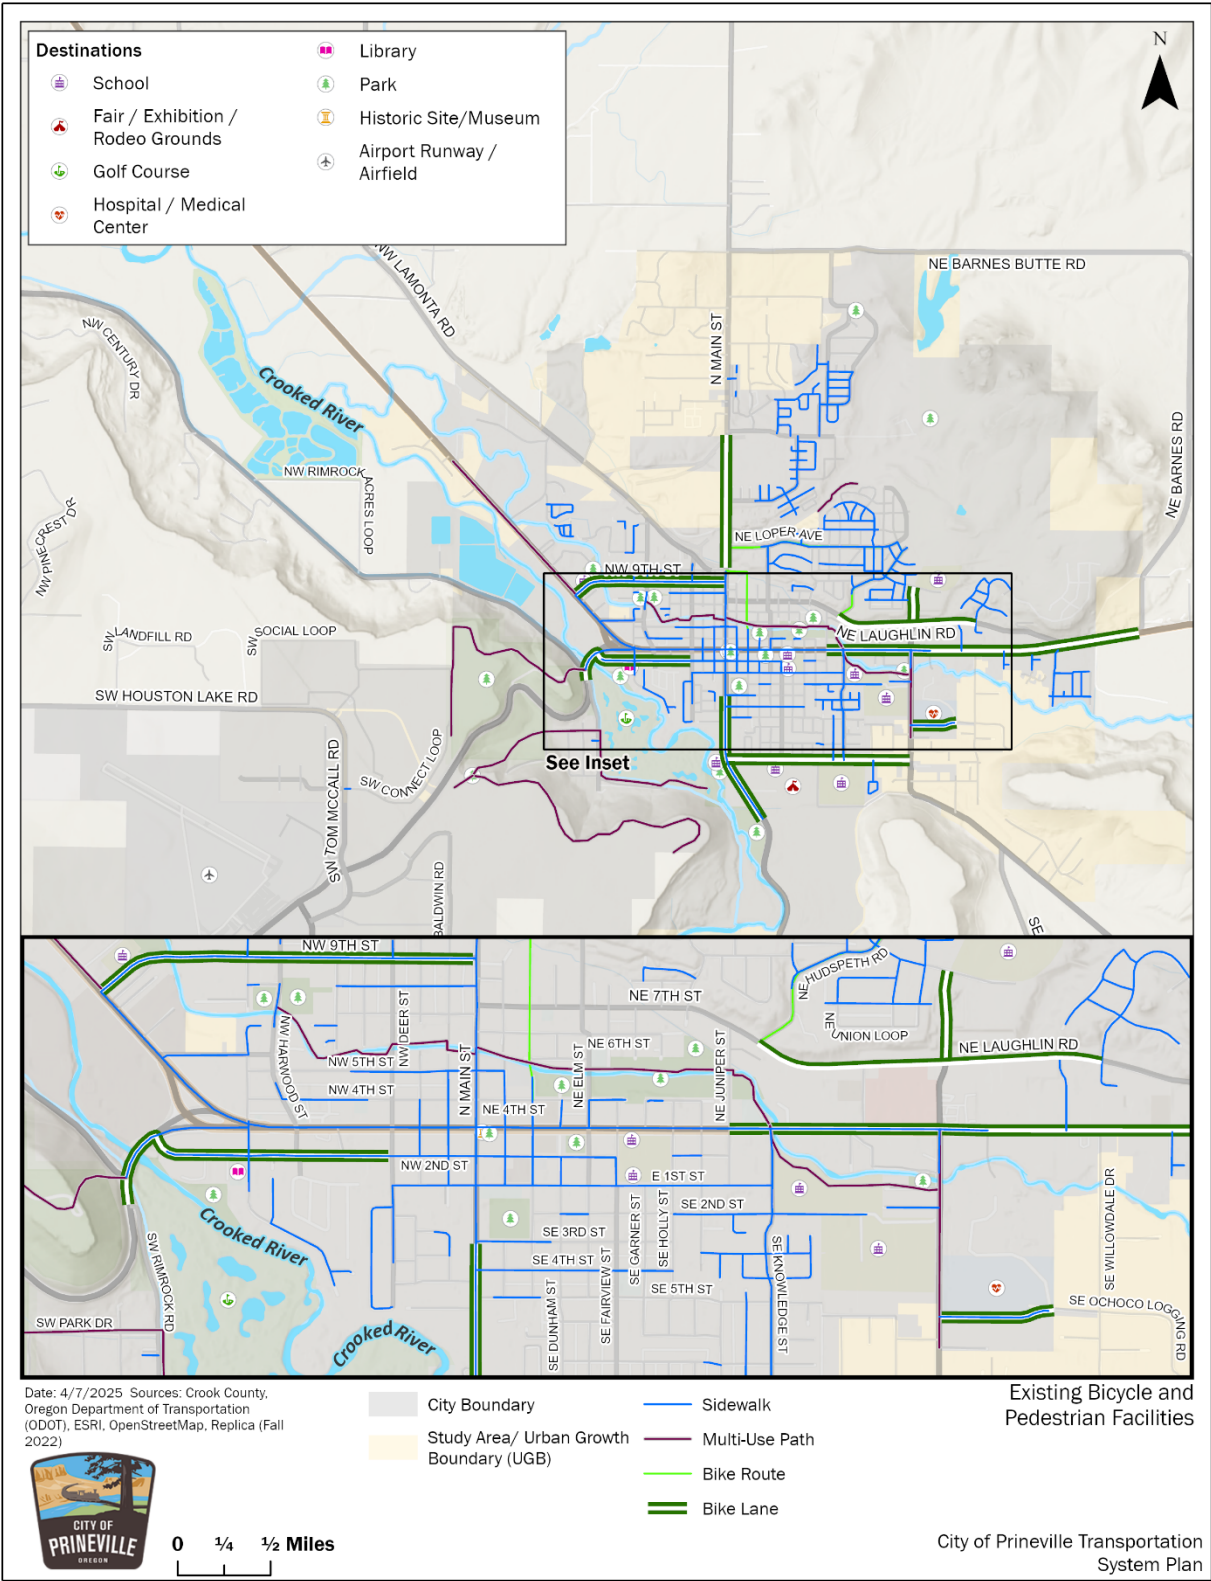 Destinations
School
Fair / Exhibition /
Rodeo Grounds
Golf Course
Hospital / Medical
Center
Library
Park
Historic Site/Museum
Airport Runway /
Airfield
N
NW LAMONTA RD
NE BARNES BUTTE RD
NW CENTURY DR
N MAIN ST
Crooked River
NE BARNES RD
NW RIMROCK
ACRES LOOP
NW PINECREST DR
NE LOPER AVE
NW 9TH ST
SW LANDFILL RD
SW SOCIAL LOOP
NE LAUGHLIN RD
SW HOUSTON LAKE RD
SW TOM MCCALL RD
SW CONNECT LOOP
See Inset
BALDWIN RD
SE
NW 9TH ST
NE HUDSPETH RD
NE 7TH ST
NW DEER ST
NE UNION LOOP
NW HARWOOD ST
NW 5TH ST
N MAIN ST
NE 6TH ST
NE ELM ST
NE JUNIPER ST
NE LAUGHLIN RD
NW 4TH ST
NE 4TH ST
NW 2ND ST
E 1ST ST
SE 2ND ST
Crooked River
SE 3RD ST
SE GARNER ST
SE HOLLY ST
SE WILLOWDALE DR
SW RIMROCK RD
SE 4TH ST
SE FAIRVIEW ST
SE KNOWLEDGE ST
SE 5TH ST
SE DUNHAM ST
SE OCHOCO LOGGING RD
SW PARK DR
Crooked River
Date: 4/7/2025 Sources: Crook County,
Oregon Department of Transportation
(ODOT), ESRI, OpenStreetMap, Replica (Fall
2022)
City Boundary
Study Area/ Urban Growth
Boundary (UGB)
Sidewalk
Multi-Use Path
Bike Route
Bike Lane
Existing Bicycle and
Pedestrian Facilities
CITY OF
PRINEVILLE
OREGON
0 ¼ ½ Miles
City of Prineville Transportation
System Plan